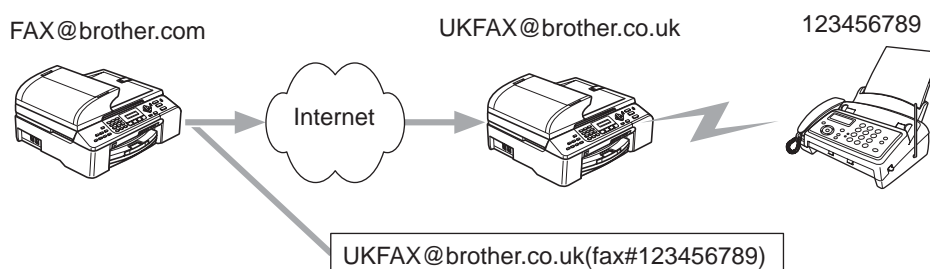 FAX@brother.com
UKFAX@brother.co.uk
123456789
Internet
UKFAX@brother.co.uk(fax#123456789)